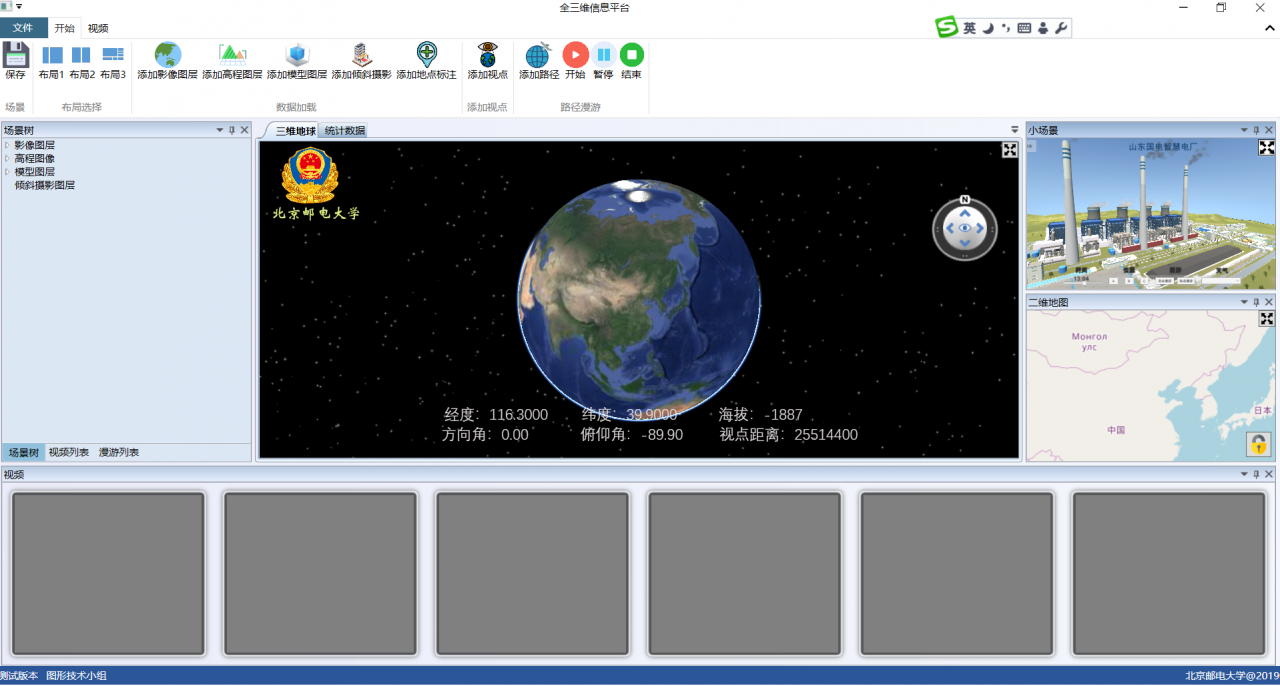 全三维信息平台
文件 开始 视频
英
保存 布局1 布局2 布局3 添加影像图层 添加高程图层 添加模型图层 添加倾斜摄影 添加地点标注 添加视点 添加路径 开始 暂停 结束
场景 布局选择 数据加载 添加视点 路径漫游
场景树
影像图层
高程图像
模型图层
倾斜摄影图层
场景树 视频列表 漫游列表
三维地球 统计数据
北京邮电大学
N
经度: 116.3000 纬度: 39.9000 海拔: -1887
方向角: 0.00 俯仰角: -89.90 视点距离: 25514400
小场景
山东国电智慧电厂
13:04
二维地图
Монгол
улс
日本
中国
视频
测试版本 图形技术小组
北京邮电大学@2019